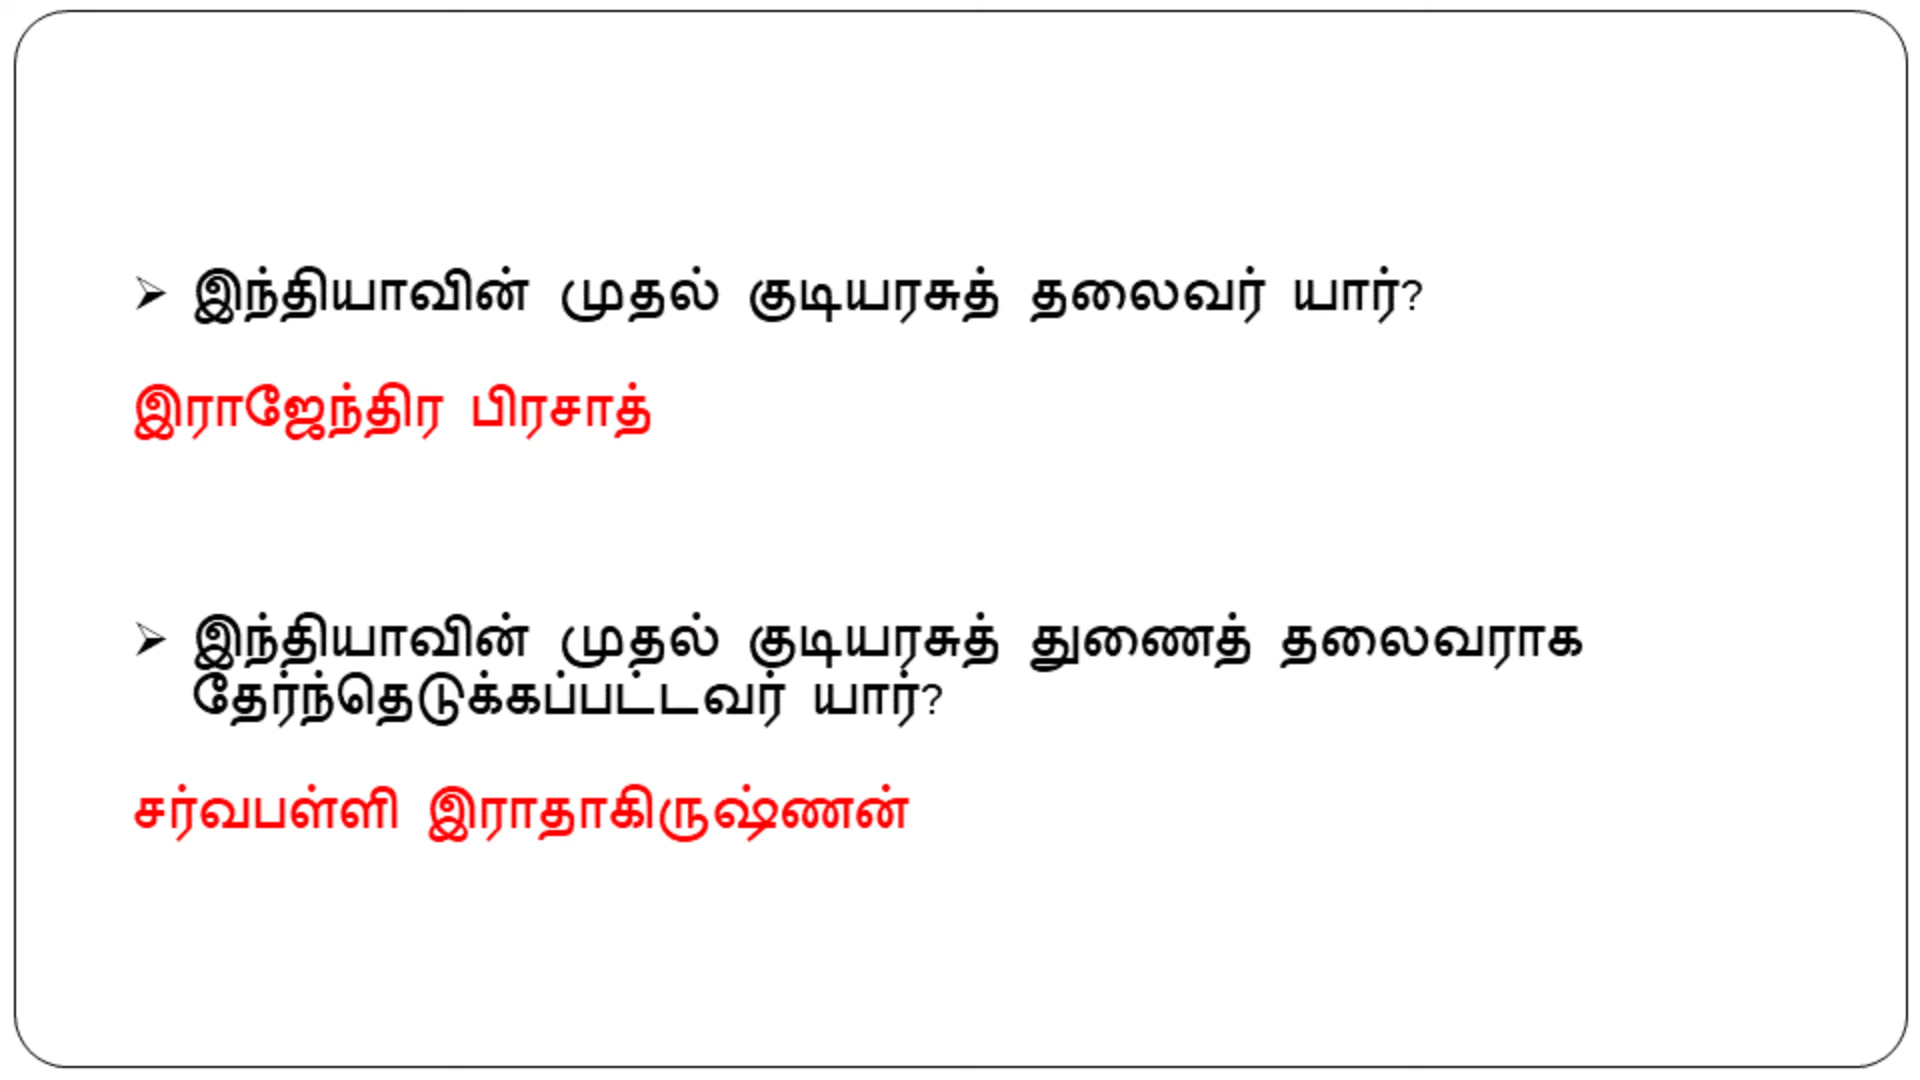 ➢ இந்தியாவின் முதல் குடியரசுத் தலைவர் யார்?
இராஜேந்திர பிரசாத்
➢ இந்தியாவின் முதல் குடியரசுத் துணைத் தலைவராக
தேர்ந்தெடுக்கப்பட்டவர் யார்?
சர்வபள்ளி இராதாகிருஷ்ணன்